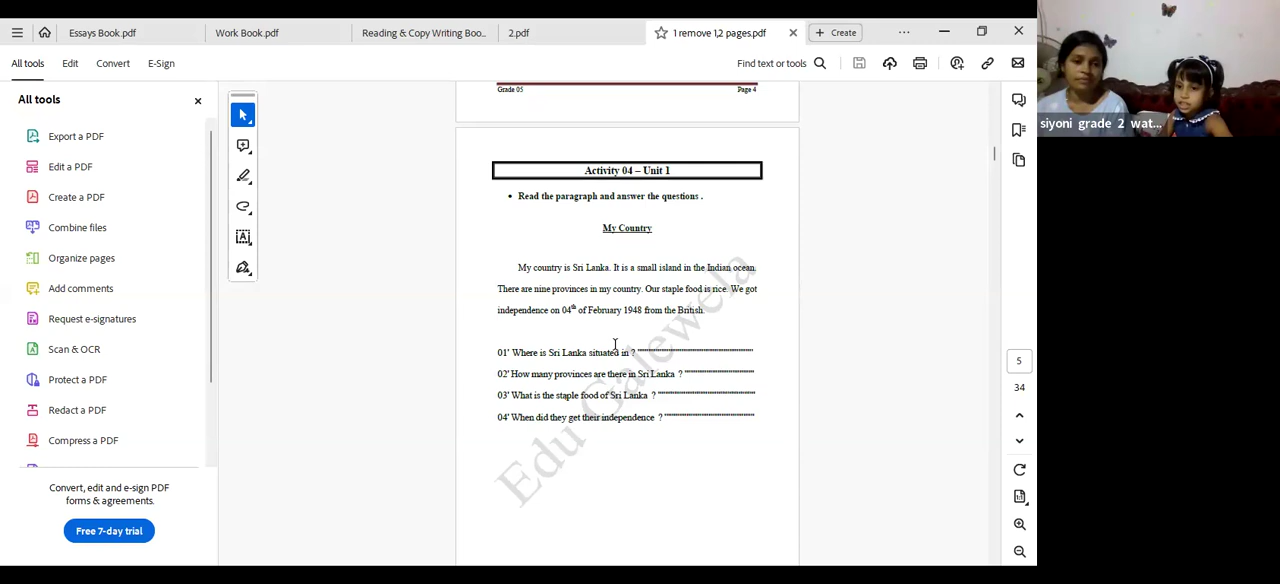 Essays Book.pdf
Work Book.pdf
Reading & Copy Writing Boo...
2.pdf
1 remove 1,2 pages.pdf
Create
All tools
Edit
Convert
E-Sign
Find text or tools
All tools
Export a PDF
Edit a PDF
Create a PDF
Combine files
Organize pages
Add comments
Request e-signatures
Scan & OCR
Protect a PDF
Redact a PDF
Compress a PDF
Convert, edit and e-sign PDF
forms & agreements.
Free 7-day trial
Grade 05 Page 4
Activity 04 – Unit 1
• Read the paragraph and answer the questions .
My Country
My country is Sri Lanka. It is a small island in the Indian ocean.
There are nine provinces in my country. Our staple food is rice. We got
independence on 04th of February 1948 from the British.
01' Where is Sri Lanka situated in ?
02' How many provinces are there in Sri Lanka ?
03' What is the staple food of Sri Lanka ?
04' When did they get their independence ?
Edu Galewela
5
34
siyoni grade 2 wat...